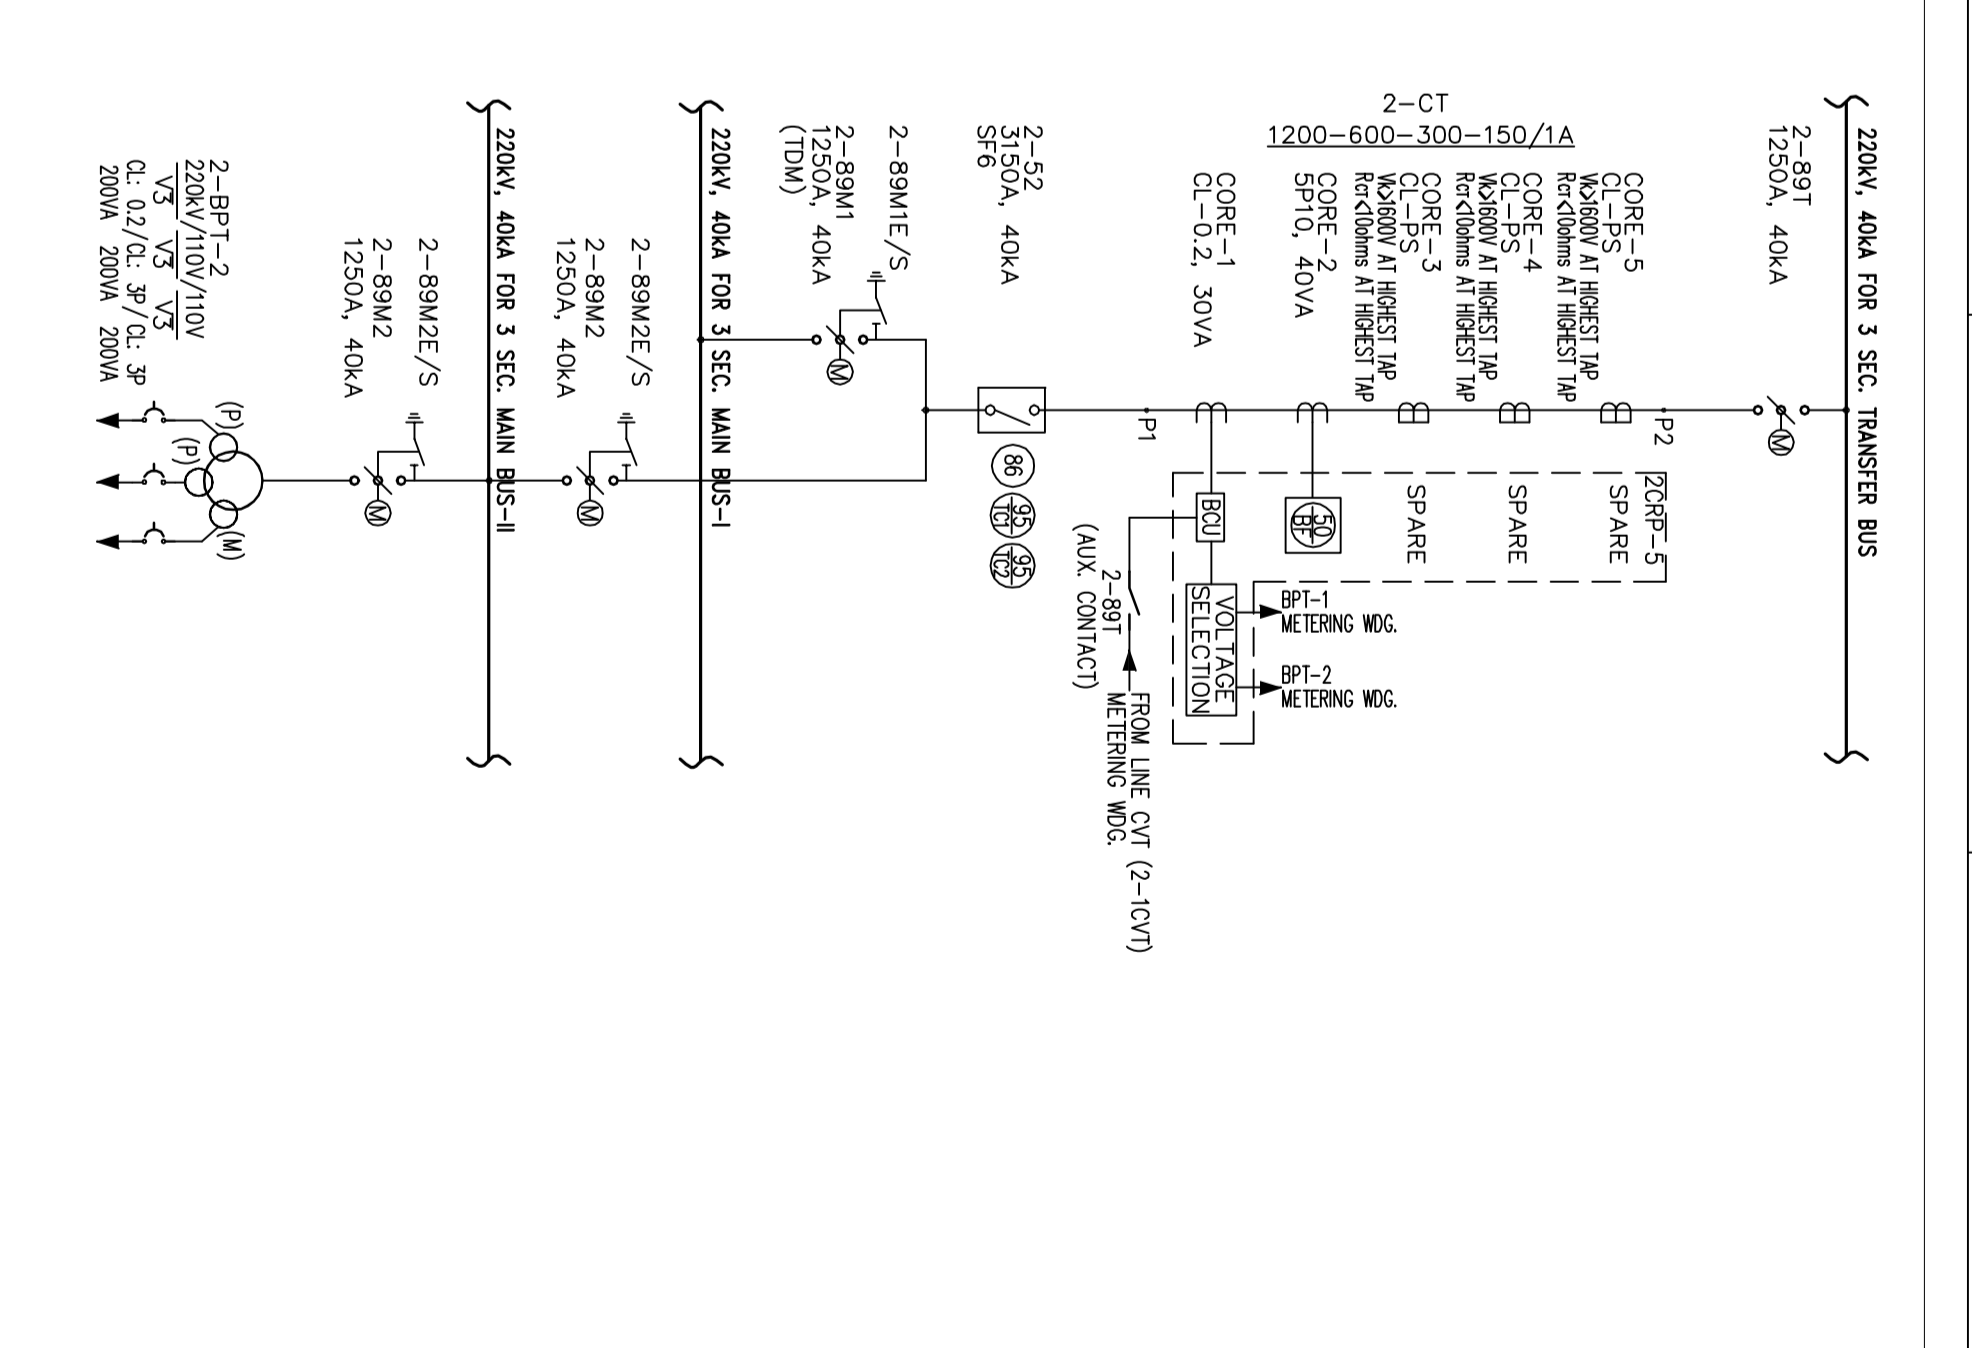 220kV, 40kA FOR 3 SEC. TRANSFER BUS
2-89T
1250A, 40kA
2-CT
1200-600-300-150/1A
P2
CORE-5
CL-PS
Vk>1600V AT HIGHEST TAP
RCT<10ohms AT HIGHEST TAP
CORE-4
CL-PS
Vk>1600V AT HIGHEST TAP
RCT<10ohms AT HIGHEST TAP
CORE-3
CL-PS
Vk>1600V AT HIGHEST TAP
RCT<10ohms AT HIGHEST TAP
CORE-2
5P10, 40VA
CORE-1
CL-0.2, 30VA
P1
2CRP-5
SPARE
SPARE
SPARE
50
BF
BCU
VOLTAGE
SELECTION
BPT-1
METERING WDG.
BPT-2
METERING WDG.
FROM LINE CVT (2-1CVT)
METERING WDG.
2-89T
(AUX. CONTACT)
2-52
3150A, 40kA
SF6
86
95
TC1
95
TC2
2-89M1E/S
2-89M1
1250A, 40kA
(TDM)
M
M
220kV, 40kA FOR 3 SEC. MAIN BUS-I
2-89M2E/S
2-89M2
1250A, 40kA
M
220kV, 40kA FOR 3 SEC. MAIN BUS-II
2-89M2E/S
2-89M2
1250A, 40kA
M
2-BPT-2
220kV/110V/110V
V3 V3 V3
CL: 0.2/CL: 3P/CL: 3P
200VA 200VA 200VA
(P)
(P)
(M)